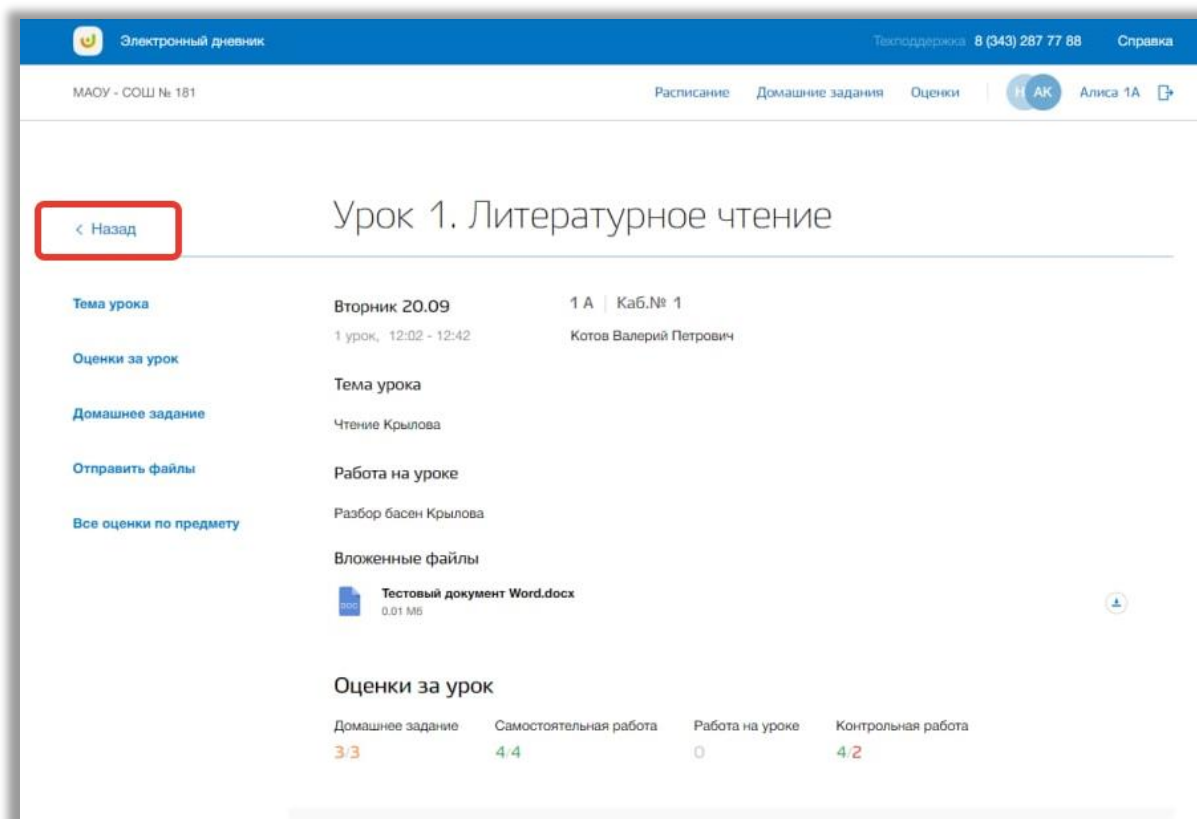 Электронный дневник Техподдержка 8 (343) 287 77 88 Справка
МАОУ - СОШ № 181 Расписание Домашние задания Оценки Н АК Алиса 1А
< Назад
Урок 1. Литературное чтение
Тема урока
Оценки за урок
Домашнее задание
Отправить файлы
Все оценки по предмету
Вторник 20.09 1 А | Каб.№ 1
1 урок, 12:02 - 12:42 Котов Валерий Петрович
Тема урока
Чтение Крылова
Работа на уроке
Разбор басен Крылова
Вложенные файлы
DOC Тестовый документ Word.docx
0.01 Мб
Оценки за урок
Домашнее задание Самостоятельная работа Работа на уроке Контрольная работа
3/3 4/4 0 4/2